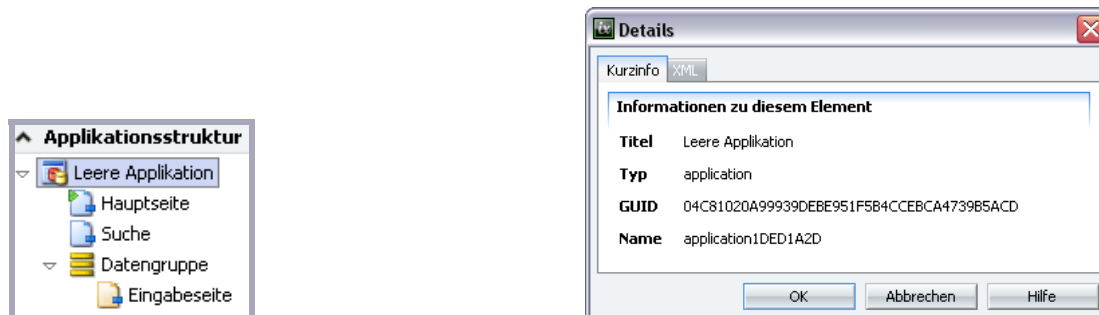 Applikationsstruktur
Leere Applikation
Hauptseite
Suche
Datengruppe
Eingabeseite
Details
Kurzinfo XML
Informationen zu diesem Element
Titel Leere Applikation
Typ application
GUID 04C81020A99939DEBE951F5B4CCEBCA4739B5ACD
Name application1DED1A2D
OK Abbrechen Hilfe